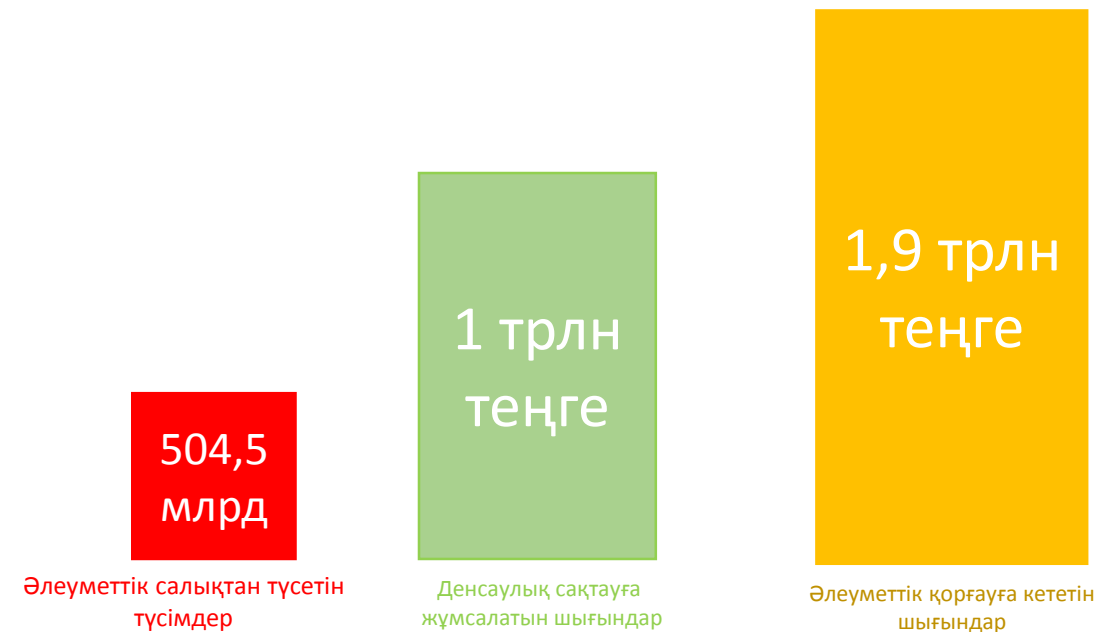 504,5
млрд
Әлеуметтік салықтан түсетін
түсімдер
1 трлн
теңге
Денсаулық сақтауға
жұмсалатын шығындар
1,9 трлн
теңге
Әлеуметтік қорғауға кететін
шығындар